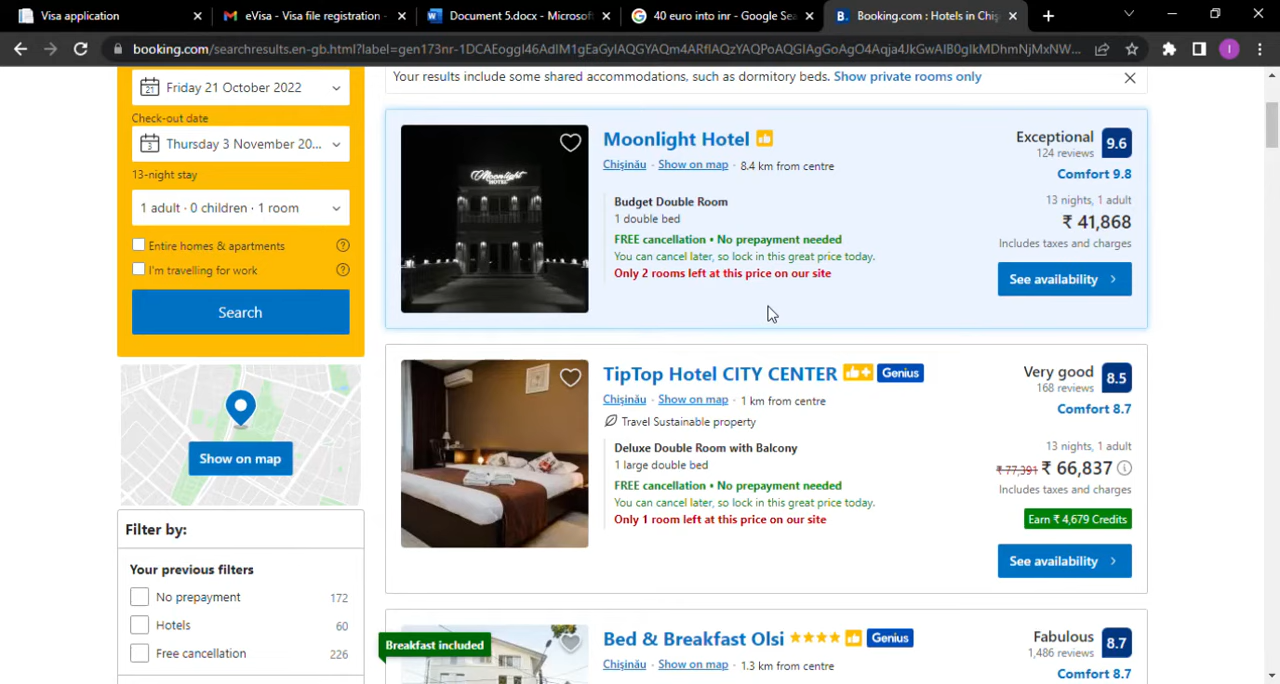 Visa application
eVisa - Visa file registration -
Document 5.docx - Microsof
40 euro into inr - Google Sea
B. Booking.com : Hotels in Chiș
booking.com/searchresults.en-gb.html?label=gen173nr-
I
Friday 21 October 2022
Check-out date
Thursday 3 November 20...
13-night stay
1 adult · 0 children · 1 room
Entire homes & apartments
I'm travelling for work
Search
Show on map
Filter by:
Your previous filters
No prepayment 172
Hotels 60
Free cancellation 226
Your results include some shared accommodations, such as dormitory beds. Show private rooms only
Moonlight Hotel
Chişinău · Show on map · 8.4 km from centre
Budget Double Room
1 double bed
FREE cancellation • No prepayment needed
You can cancel later, so lock in this great price today.
Only 2 rooms left at this price on our site
Exceptional 9.6
124 reviews
Comfort 9.8
13 nights, 1 adult
₹ 41,868
Includes taxes and charges
See availability
Moonlight
HOTEL
TipTop Hotel CITY CENTER Genius
Chişinău · Show on map · 1 km from centre
Travel Sustainable property
Deluxe Double Room with Balcony
1 large double bed
FREE cancellation • No prepayment needed
You can cancel later, so lock in this great price today.
Only 1 room left at this price on our site
Very good 8.5
168 reviews
Comfort 8.7
13 nights, 1 adult
₹ 77,391 ₹ 66,837
Includes taxes and charges
Earn ₹ 4,679 Credits
See availability
Breakfast included
Bed & Breakfast Olsi Genius
Chişinău · Show on map · 1.3 km from centre
Fabulous 8.7
1,486 reviews
Comfort 8.7